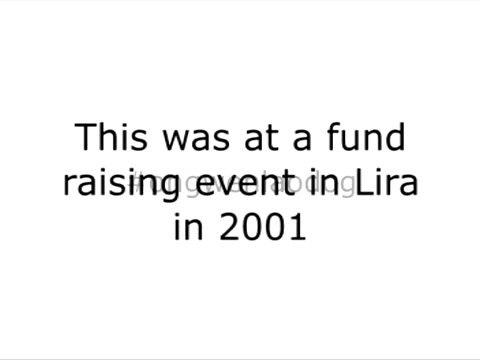 This was at a fund
raising event in Lira
in 2001